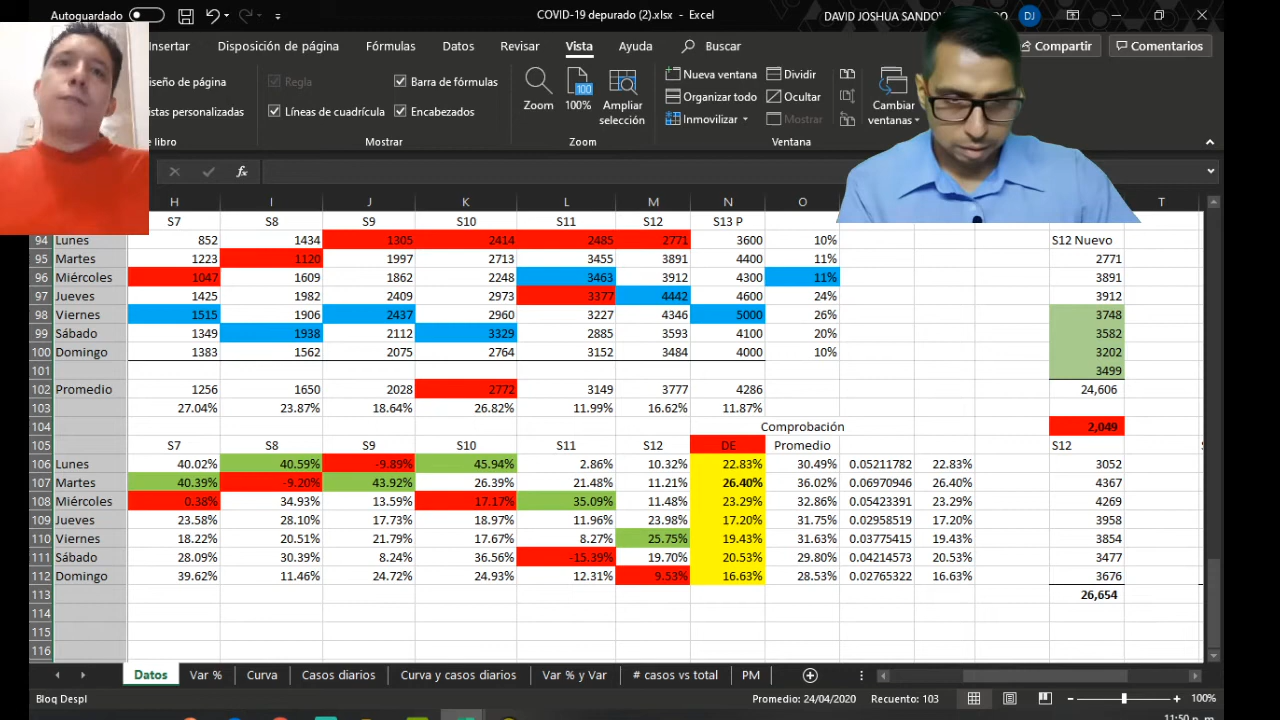 Autoguardado
COVID-19 depurado (2).xlsx - Excel
DAVID JOSHUA SANDOV
DO
DJ
Insertar Disposición de página Fórmulas Datos Revisar Vista Ayuda Buscar
Compartir Comentarios
iseño de página Regla Barra de fórmulas
istas personalizadas Líneas de cuadrícula Encabezados
Zoom 100% Ampliar selección
Nueva ventana Dividir
Organizar todo Ocultar
Inmovilizar Mostrar
Cambiar ventanas
de libro Mostrar Zoom Ventana
fx
H I J K L M N O T
S7 S8 S9 S10 S11 S12 S13 P
94 Lunes 852 1434 1305 2414 2485 2771 3600 10% S12 Nuevo
95 Martes 1223 1120 1997 2713 3455 3891 4400 11% 2771
96 Miércoles 1047 1609 1862 2248 3463 3912 4300 11% 3891
97 Jueves 1425 1982 2409 2973 3377 4442 4600 24% 3912
98 Viernes 1515 1906 2437 2960 3227 4346 5000 26% 3748
99 Sábado 1349 1938 2112 3329 2885 3593 4100 20% 3582
100 Domingo 1383 1562 2075 2764 3152 3484 4000 10% 3202
101 3499
102 Promedio 1256 1650 2028 2772 3149 3777 4286 24,606
103 27.04% 23.87% 18.64% 26.82% 11.99% 16.62% 11.87%
104 Comprobación 2,049
105 S7 S8 S9 S10 S11 S12 DE Promedio S12
106 Lunes 40.02% 40.59% -9.89% 45.94% 2.86% 10.32% 22.83% 30.49% 0.05211782 22.83% 3052
107 Martes 40.39% -9.20% 43.92% 26.39% 21.48% 11.21% 26.40% 36.02% 0.06970946 26.40% 4367
108 Miércoles 0.38% 34.93% 13.59% 17.17% 35.09% 11.48% 23.29% 32.86% 0.05423391 23.29% 4269
109 Jueves 23.58% 28.10% 17.73% 18.97% 11.96% 23.98% 17.20% 31.75% 0.02958519 17.20% 3958
110 Viernes 18.22% 20.51% 21.79% 17.67% 8.27% 25.75% 19.43% 31.63% 0.03775415 19.43% 3854
111 Sábado 28.09% 30.39% 8.24% 36.56% -15.39% 19.70% 20.53% 29.80% 0.04214573 20.53% 3477
112 Domingo 39.62% 11.46% 24.72% 24.93% 12.31% 9.53% 16.63% 28.53% 0.02765322 16.63% 3676
113 26,654
114
115
116
Datos Var % Curva Casos diarios Curva y casos diarios Var % y Var # casos vs total PM
Bloq Despl Promedio: 24/04/2020 Recuento: 103 100%